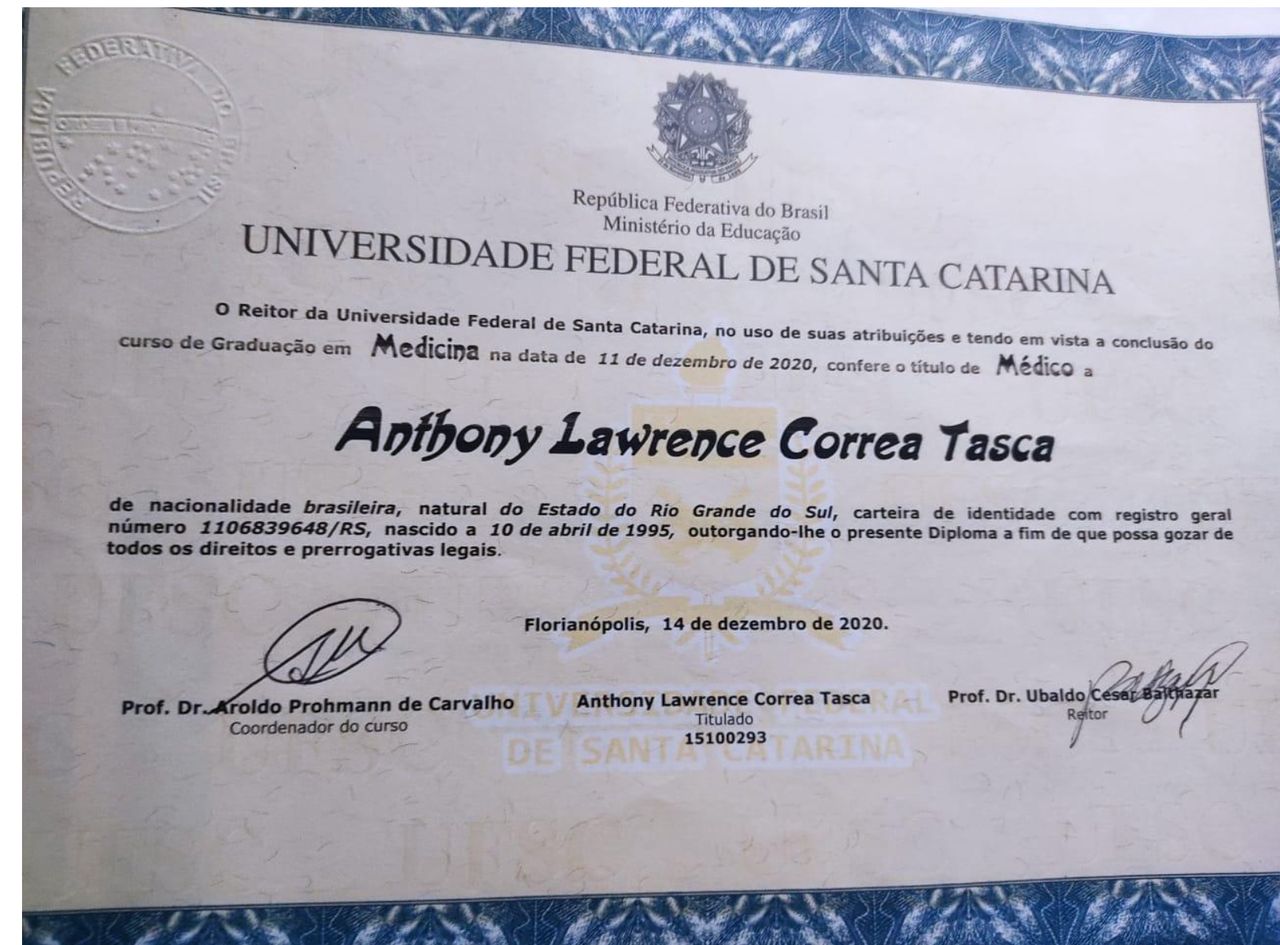 REPÚBLICA FEDERATIVA DO BRASIL
República Federativa do Brasil
Ministério da Educação
UNIVERSIDADE FEDERAL DE SANTA CATARINA
O Reitor da Universidade Federal de Santa Catarina, no uso de suas atribuições e tendo em vista a conclusão do
curso de Graduação em Medicina na data de 11 de dezembro de 2020, confere o título de Médico a
Anthony Lawrence Correa Tasca
de nacionalidade brasileira, natural do Estado do Rio Grande do Sul, carteira de identidade com registro geral
número 1106839648/RS, nascido a 10 de abril de 1995, outorgando-lhe o presente Diploma a fim de que possa gozar de
todos os direitos e prerrogativas legais.
Florianópolis, 14 de dezembro de 2020.
Prof. Dr. Aroldo Prohmann de Carvalho
Coordenador do curso
Anthony Lawrence Correa Tasca
Titulado
15100293
Prof. Dr. Ubaldo Cesar Balthazar
Reitor
UNIVERSIDADE FEDERAL
DE SANTA CATARINA
UFSC